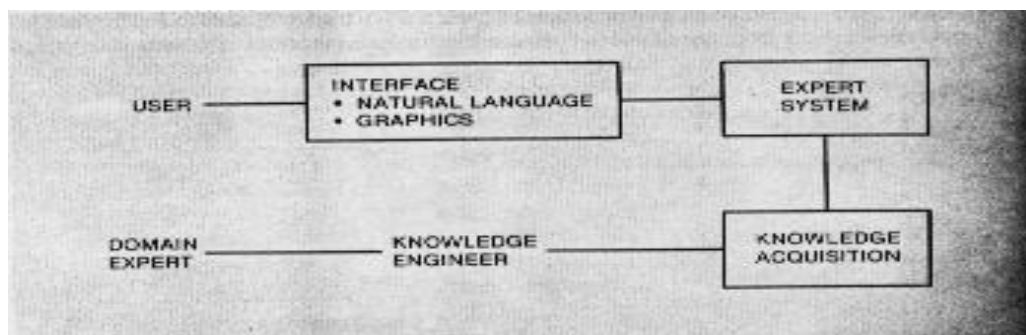 USER
INTERFACE
• NATURAL LANGUAGE
• GRAPHICS
EXPERT
SYSTEM
DOMAIN
EXPERT
KNOWLEDGE
ENGINEER
KNOWLEDGE
ACQUISITION